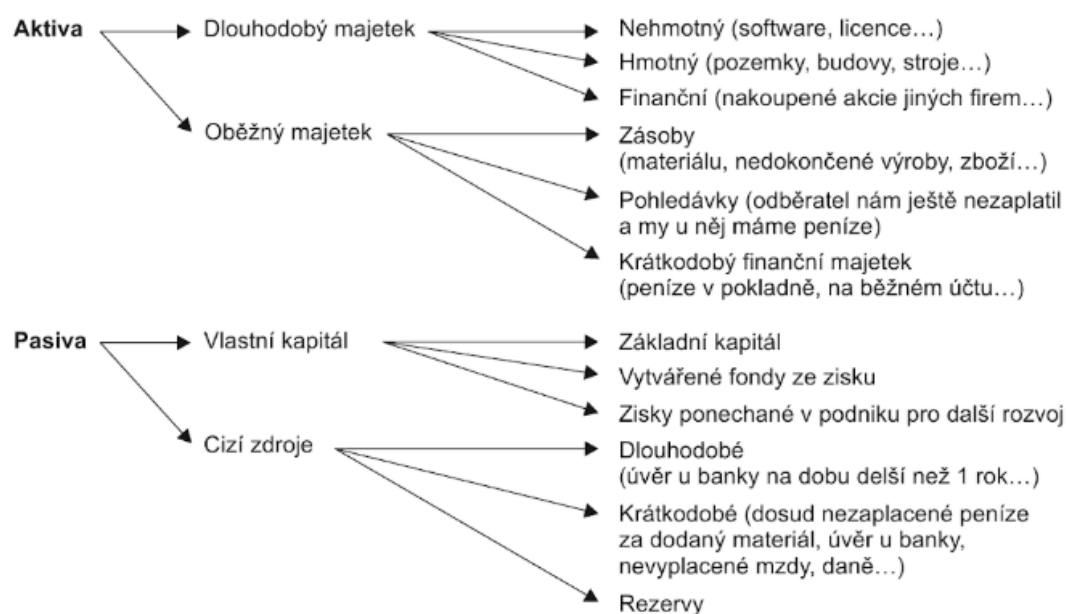 Aktiva Dlouhodobý majetek Nehmotný (software, licence…)
Hmotný (pozemky, budovy, stroje…)
Finanční (nakoupené akcie jiných firem…)
Oběžný majetek Zásoby
(materiálu, nedokončené výroby, zboží…)
Pohledávky (odběratel nám ještě nezaplatil
a my u něj máme peníze)
Krátkodobý finanční majetek
(peníze v pokladně, na běžném účtu…)
Pasiva Vlastní kapitál Základní kapitál
Vytvářené fondy ze zisku
Zisky ponechané v podniku pro další rozvoj
Cizí zdroje Dlouhodobé
(úvěr u banky na dobu delší než 1 rok…)
Krátkodobé (dosud nezaplacené peníze
za dodaný materiál, úvěr u banky,
nevyplacené mzdy, daně…)
Rezervy